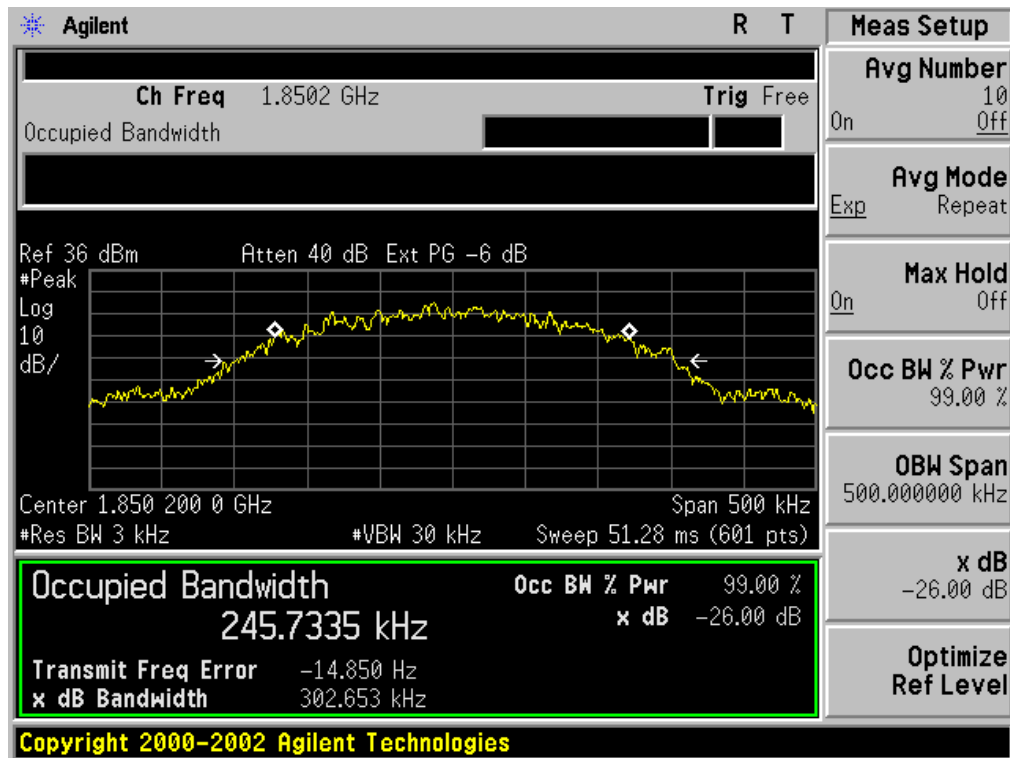 Agilent R T
Ch Freq 1.8502 GHz Trig Free
Occupied Bandwidth
Ref 36 dBm Atten 40 dB Ext PG -6 dB
#Peak
Log
10
dB/
Center 1.850 200 0 GHz Span 500 kHz
#Res BW 3 kHz #VBW 30 kHz Sweep 51.28 ms (601 pts)
Occupied Bandwidth Occ BW % Pwr 99.00 %
245.7335 kHz x dB -26.00 dB
Transmit Freq Error -14.850 Hz
x dB Bandwidth 302.653 kHz
Copyright 2000-2002 Agilent Technologies
Meas Setup
Avg Number
10
On Off
Avg Mode
Exp Repeat
Max Hold
On Off
Occ BW % Pwr
99.00 %
OBW Span
500.000000 kHz
x dB
-26.00 dB
Optimize
Ref Level